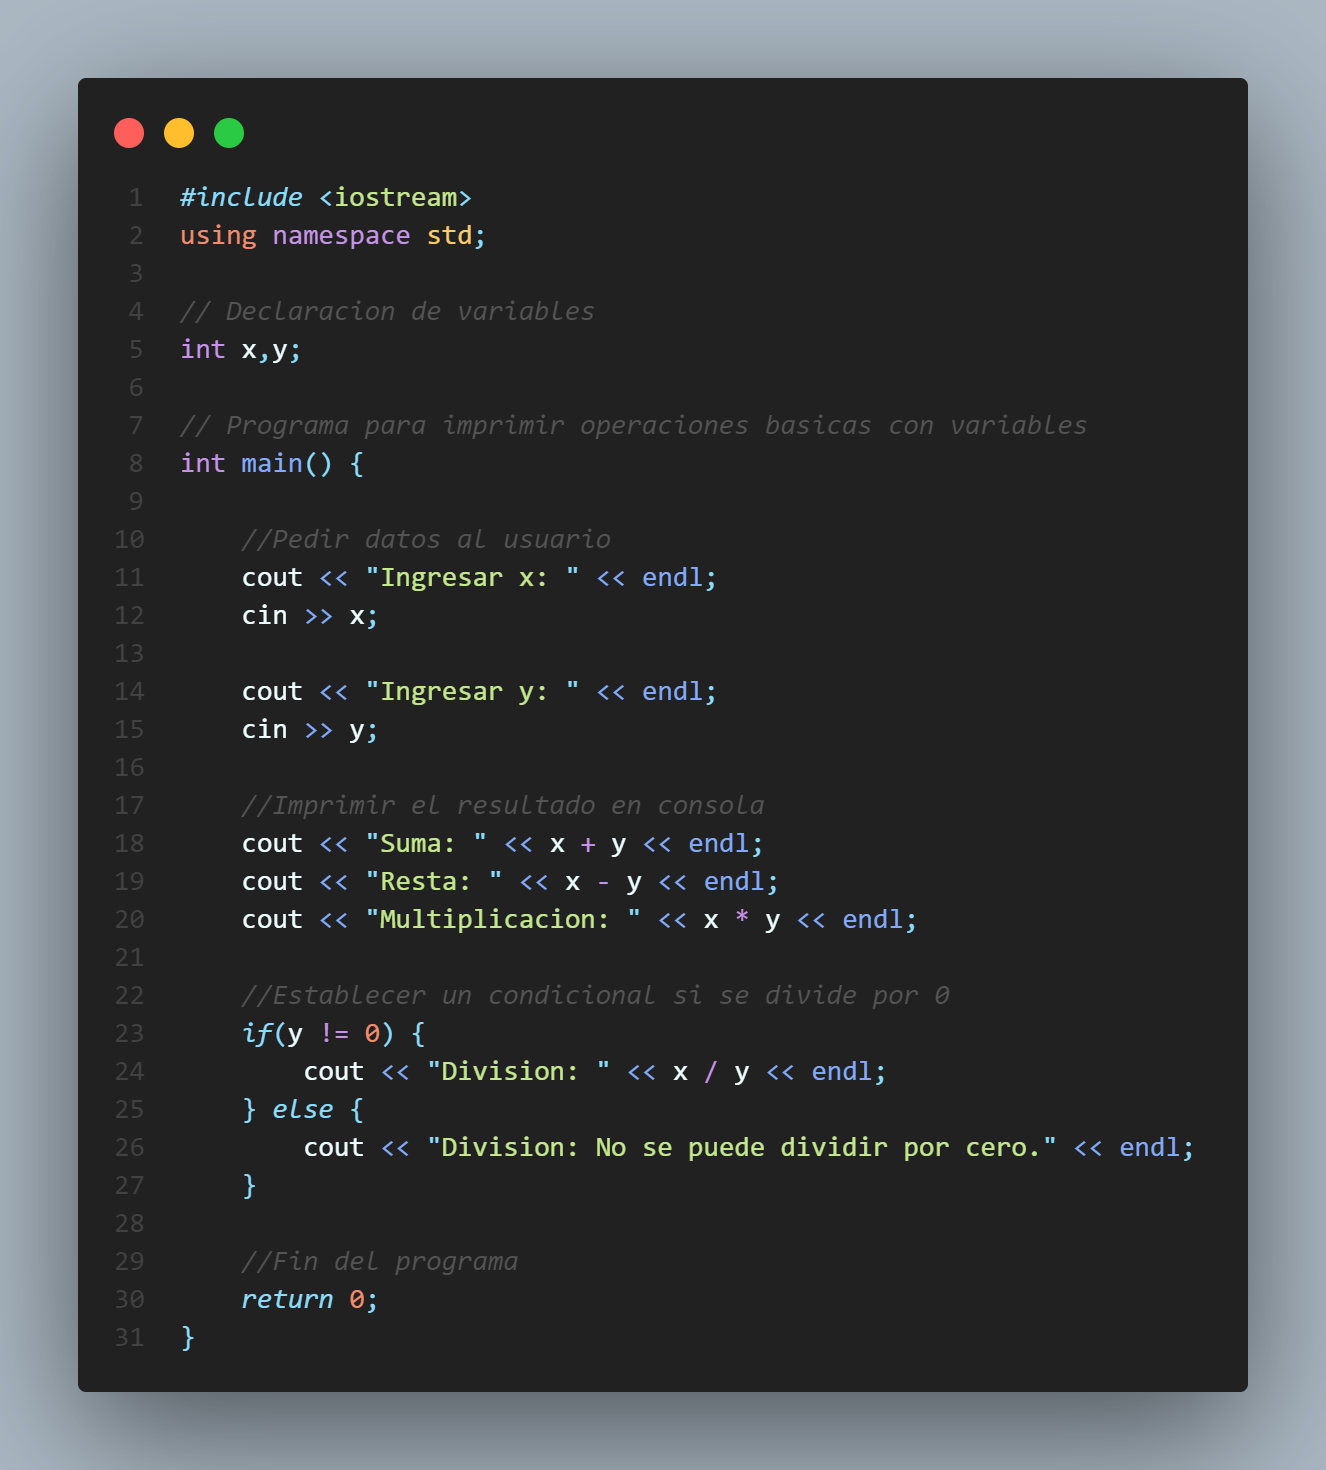 1 #include <iostream>
2 using namespace std;
3
4 // Declaracion de variables
5 int x,y;
6
7 // Programa para imprimir operaciones basicas con variables
8 int main() {
9
10     //Pedir datos al usuario
11     cout << "Ingresar x: " << endl;
12     cin >> x;
13
14     cout << "Ingresar y: " << endl;
15     cin >> y;
16
17     //Imprimir el resultado en consola
18     cout << "Suma: " << x + y << endl;
19     cout << "Resta: " << x - y << endl;
20     cout << "Multiplicacion: " << x * y << endl;
21
22     //Establecer un condicional si se divide por 0
23     if(y != 0) {
24         cout << "Division: " << x / y << endl;
25     } else {
26         cout << "Division: No se puede dividir por cero." << endl;
27     }
28
29     //Fin del programa
30     return 0;
31 }